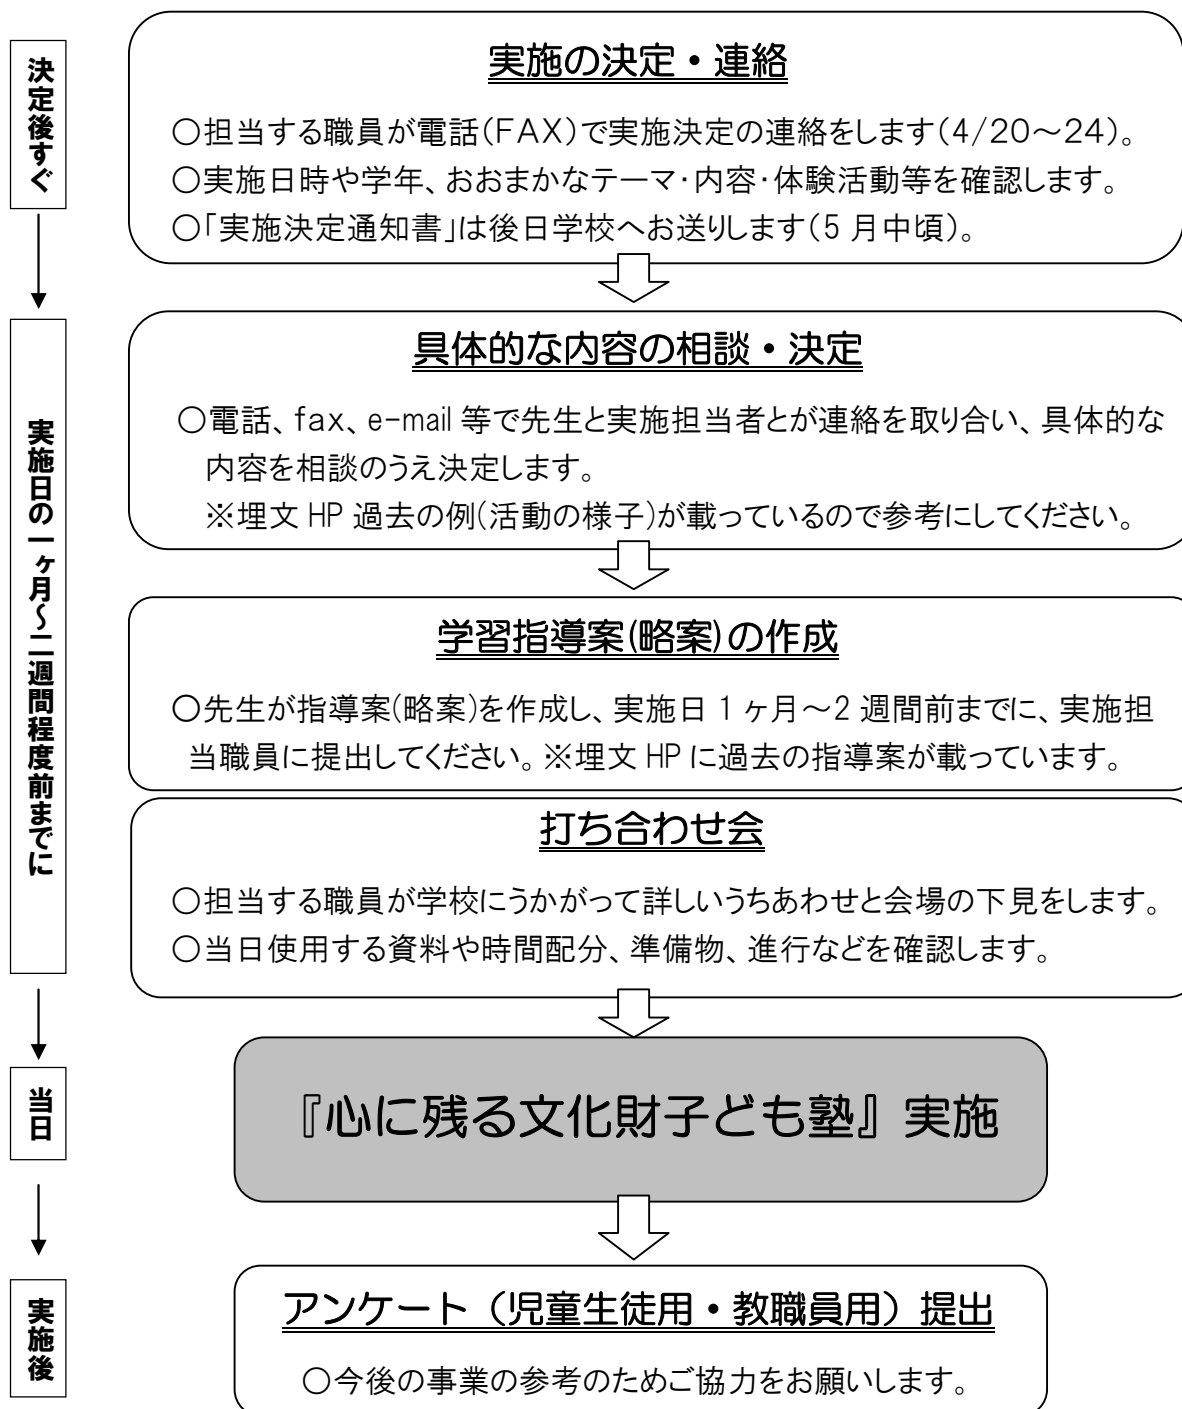 決定後すぐ
実施の決定・連絡
○担当する職員が電話(FAX)で実施決定の連絡をします(4/20～24)。
○実施日時や学年、おおまかなテーマ・内容・体験活動等を確認します。
○「実施決定通知書」は後日学校へお送りします(5月中頃)。
実施日の一ヶ月～二週間程度前までに
具体的な内容の相談・決定
○電話、fax、e-mail等で先生と実施担当者とが連絡を取り合い、具体的な
内容を相談のうえ決定します。
※埋文HP過去の例(活動の様子)が載っているので参考にしてください。
学習指導案(略案)の作成
○先生が指導案(略案)を作成し、実施日1ヶ月～2週間前までに、実施担
当職員に提出してください。※埋文HPに過去の指導案が載っています。
打ち合わせ会
○担当する職員が学校にうかがって詳しいうちあわせと会場の下見をします。
○当日使用する資料や時間配分、準備物、進行などを確認します。
当日
『心に残る文化財子ども塾』実施
実施後
アンケート（児童生徒用・教職員用）提出
○今後の事業の参考のためご協力をお願いします。